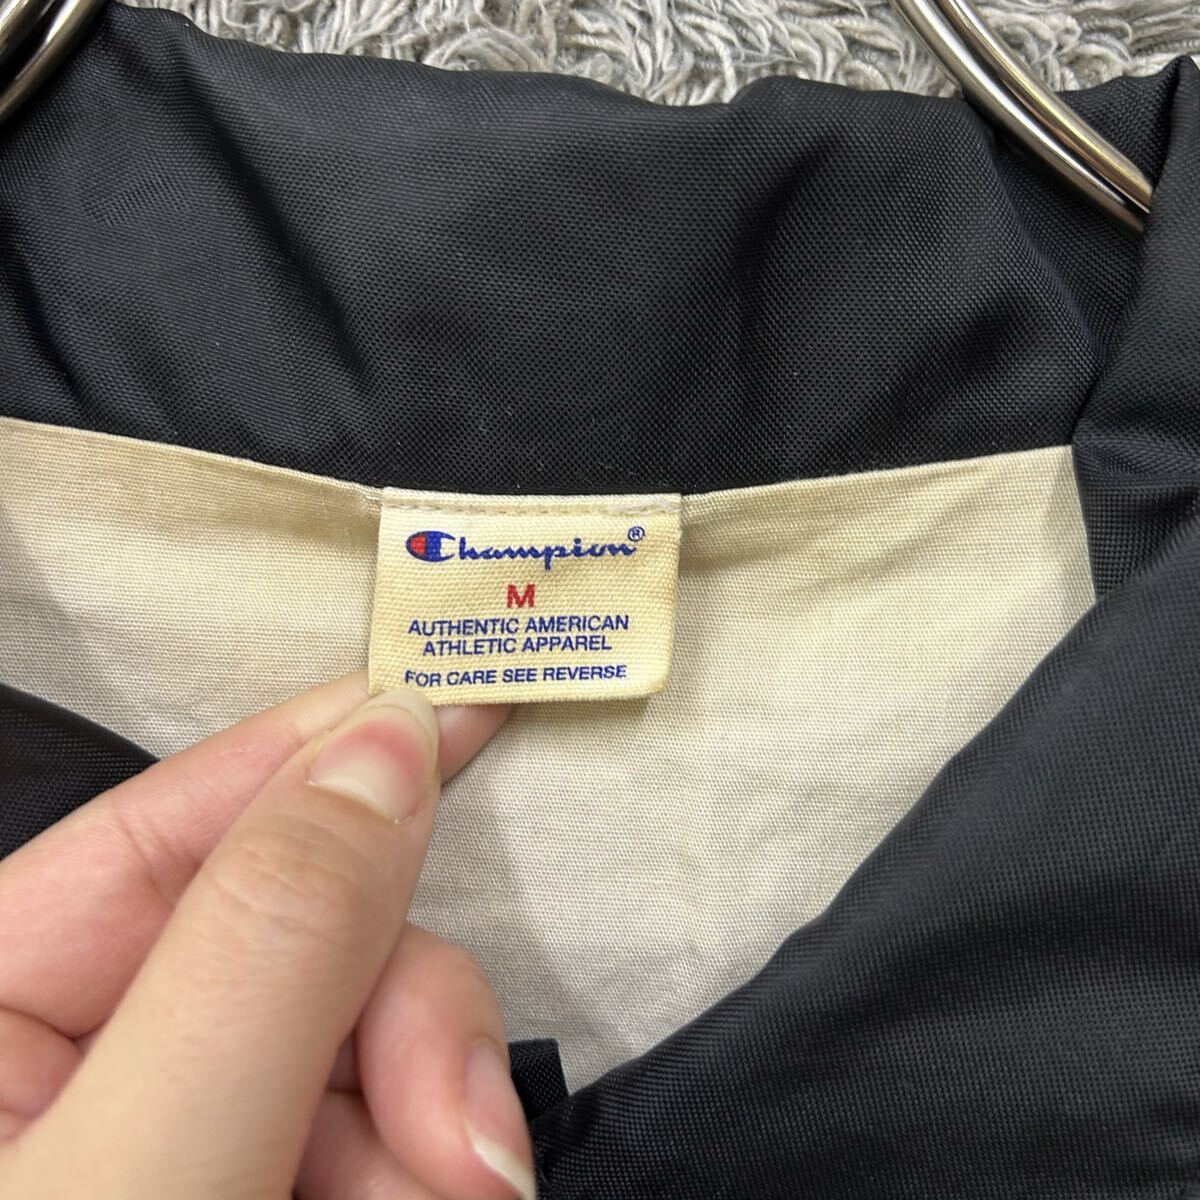 Champion®
M
AUTHENTIC AMERICAN
ATHLETIC APPAREL
FOR CARE SEE REVERSE